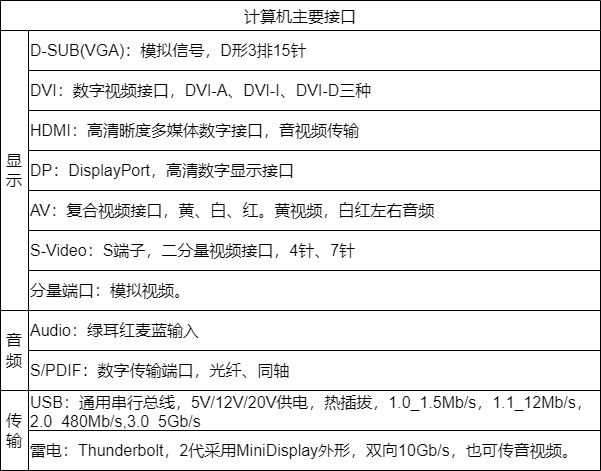 计算机主要接口
显示
D-SUB(VGA)：模拟信号，D形3排15针
DVI：数字视频接口，DVI-A、DVI-I、DVI-D三种
HDMI：高清晰度多媒体数字接口，音视频传输
DP：DisplayPort，高清数字显示接口
AV：复合视频接口，黄、白、红。黄视频，白红左右音频
S-Video：S端子，二分量视频接口，4针、7针
分量端口：模拟视频。
音频
Audio：绿耳红麦蓝输入
S/PDIF：数字传输端口，光纤、同轴
传输
USB：通用串行总线，5V/12V/20V供电，热插拔，1.0_1.5Mb/s，1.1_12Mb/s，
2.0_480Mb/s,3.0_5Gb/s
雷电：Thunderbolt，2代采用MiniDisplay外形，双向10Gb/s，也可传音视频。